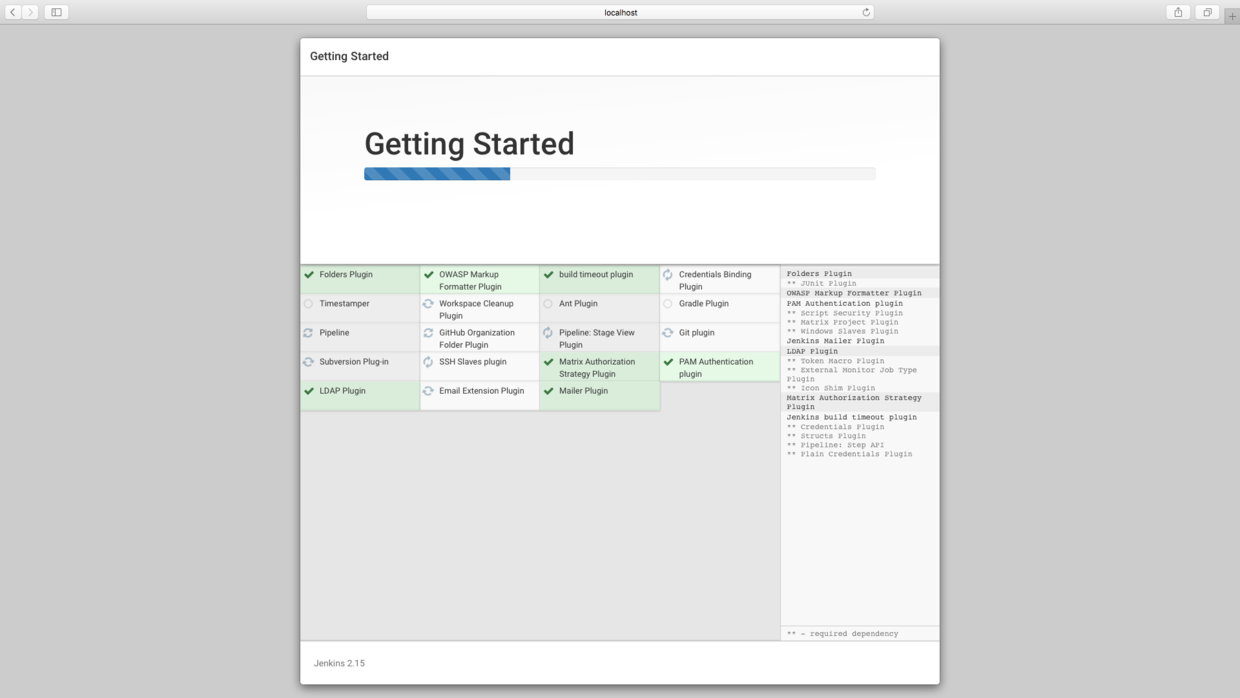 localhost
Getting Started
Getting Started
Folders Plugin
OWASP Markup
Formatter Plugin
build timeout plugin
Credentials Binding
Plugin
Timestamper
Workspace Cleanup
Plugin
Ant Plugin
Gradle Plugin
Pipeline
GitHub Organization
Folder Plugin
Pipeline: Stage View
Plugin
Git plugin
Subversion Plug-in
SSH Slaves plugin
Matrix Authorization
Strategy Plugin
PAM Authentication
plugin
LDAP Plugin
Email Extension Plugin
Mailer Plugin
Folders Plugin
** JUnit Plugin
OWASP Markup Formatter Plugin
PAM Authentication plugin
** Script Security Plugin
** Matrix Project Plugin
** Windows Slaves Plugin
Jenkins Mailer Plugin
LDAP Plugin
** Token Macro Plugin
** External Monitor Job Type
Plugin
** Icon Shim Plugin
Matrix Authorization Strategy
Plugin
Jenkins build timeout plugin
** Credentials Plugin
** Structs Plugin
** Pipeline: Step API
** Plain Credentials Plugin
** - required dependency
Jenkins 2.15